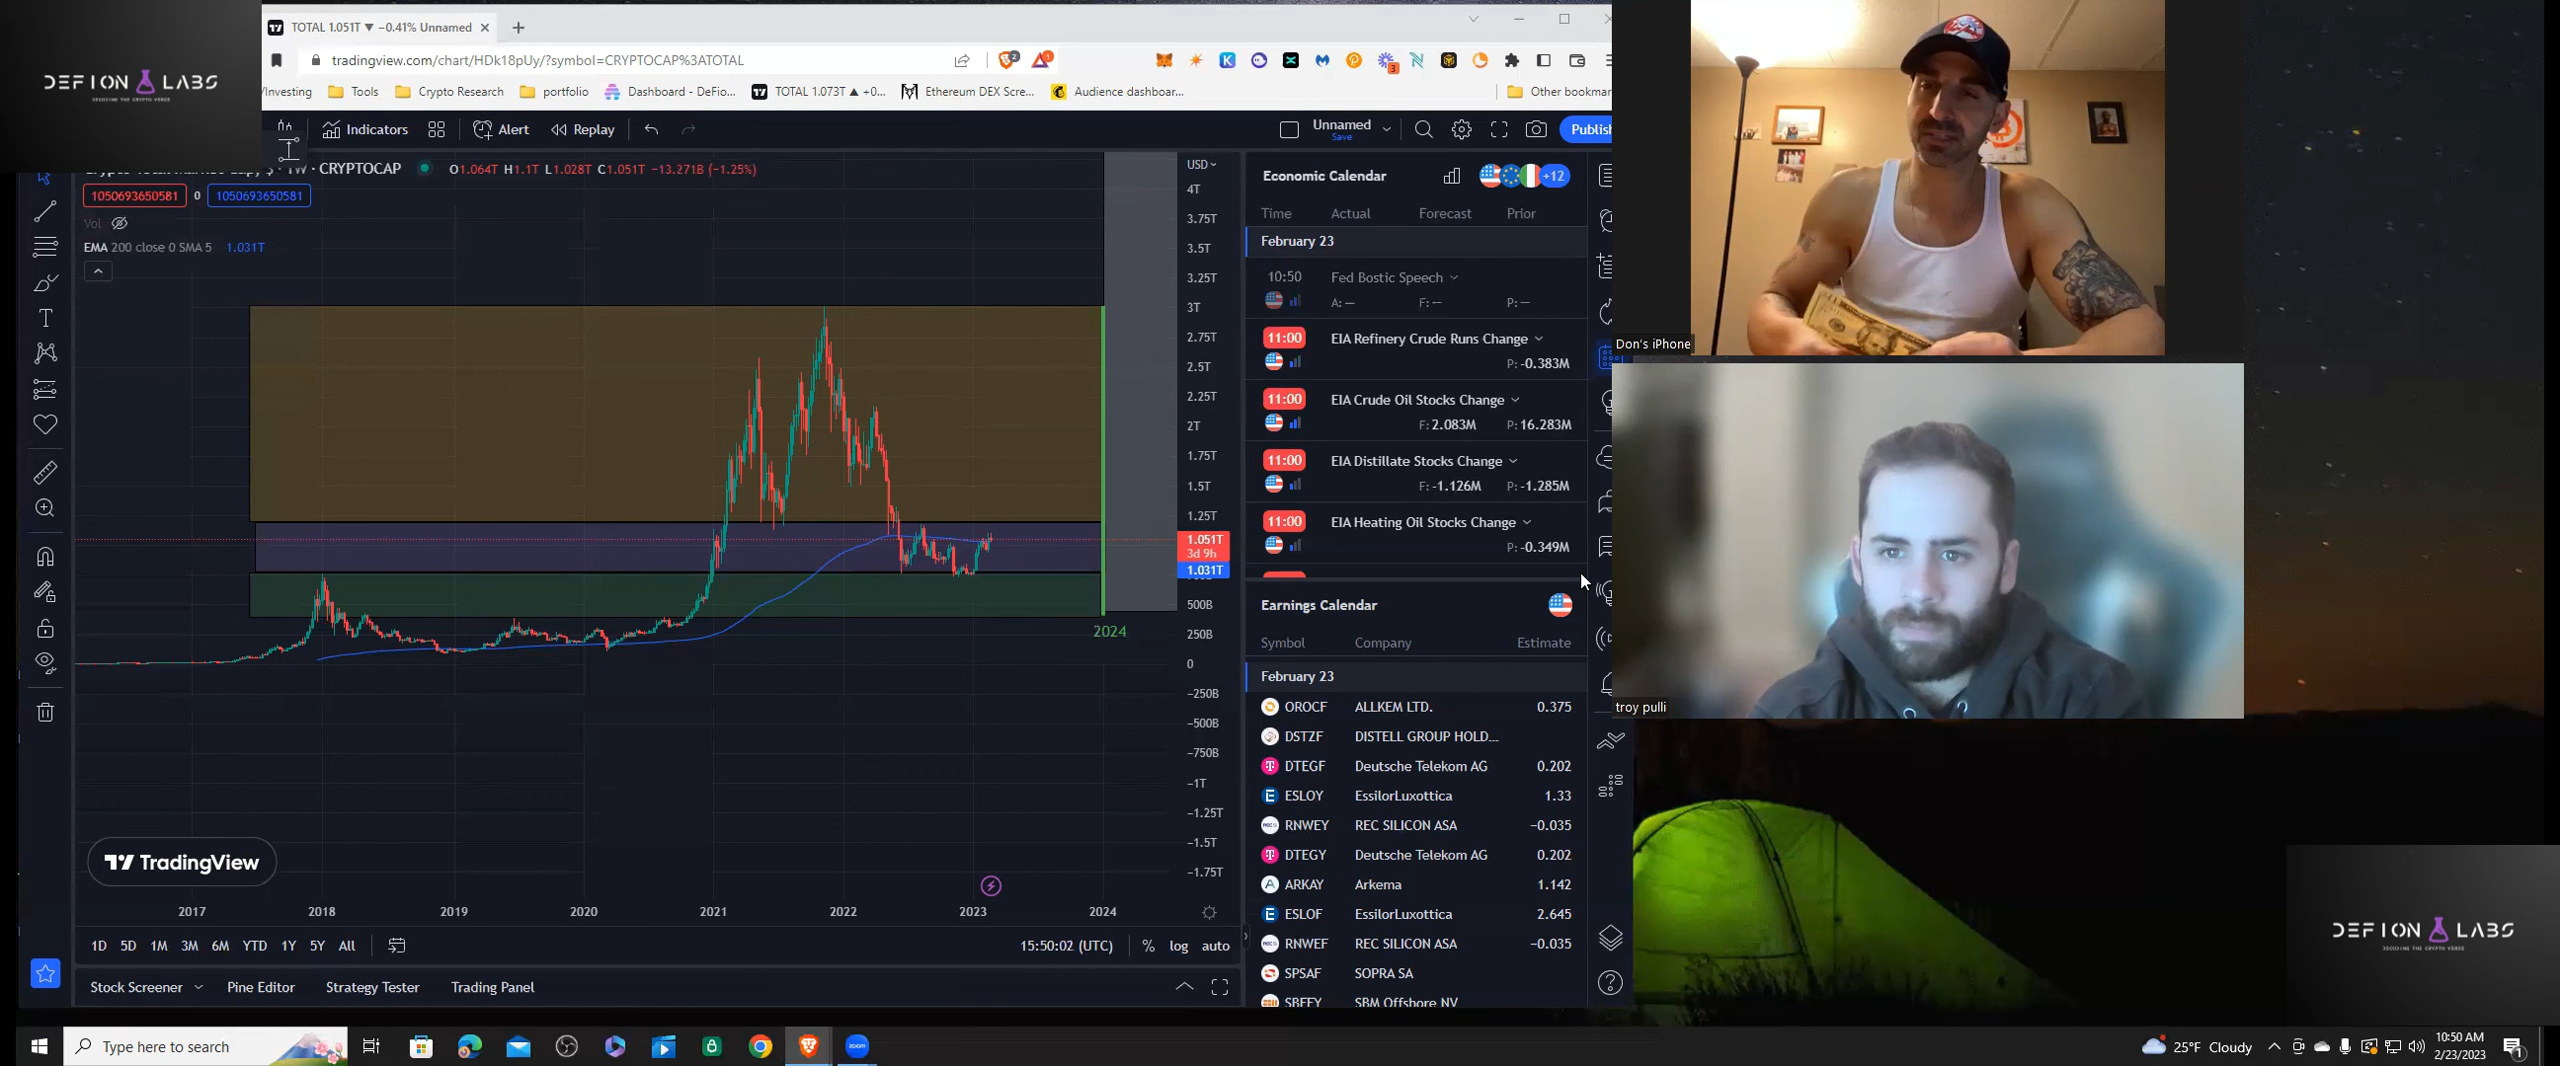 DEFION LABS
DECODING THE CRYPTO VERSE
TOTAL 1.051T ▼ −0.41% Unnamed
tradingview.com/chart/HDk18pUy/?symbol=CRYPTOCAP%3ATOTAL
Investing
Tools
Crypto Research
portfolio
Dashboard - DeFio...
TOTAL 1.073T ▲ +0...
Ethereum DEX Scre...
Audience dashboar...
Other bookmar
Indicators
Alert
Replay
Unnamed
Save
Publish
1W · CRYPTOCAP
O1.064T H1.1T L1.028T C1.051T −13.271B (−1.25%)
1050693650581 0 1050693650581
Vol
EMA 200 close 0 SMA 5 1.031T
USD
4T
3.75T
3.5T
3.25T
3T
2.75T
2.5T
2.25T
2T
1.75T
1.5T
1.25T
1.051T
3d 9h
1.031T
500B
250B
0
−250B
−500B
−750B
−1T
−1.25T
−1.5T
−1.75T
2024
TradingView
2017 2018 2019 2020 2021 2022 2023 2024
1D 5D 1M 3M 6M YTD 1Y 5Y All
15:50:02 (UTC) % log auto
Stock Screener Pine Editor Strategy Tester Trading Panel
Economic Calendar
+12
Time Actual Forecast Prior
February 23
10:50 Fed Bostic Speech
A: — F: — P: —
11:00 EIA Refinery Crude Runs Change
P: -0.383M
11:00 EIA Crude Oil Stocks Change
F: 2.083M P: 16.283M
11:00 EIA Distillate Stocks Change
F: -1.126M P: -1.285M
11:00 EIA Heating Oil Stocks Change
P: -0.349M
Earnings Calendar
Symbol Company Estimate
February 23
OROCF ALLKEM LTD. 0.375
DSTZF DISTELL GROUP HOLD...
DTEGF Deutsche Telekom AG 0.202
ESLOY EssilorLuxottica 1.33
RNWEY REC SILICON ASA −0.035
DTEGY Deutsche Telekom AG 0.202
ARKAY Arkema 1.142
ESLOF EssilorLuxottica 2.645
RNWEF REC SILICON ASA −0.035
SPSAF SOPRA SA
SBFFY SBM Offshore NV
Don's iPhone
troy pulli
DEFION LABS
DECODING THE CRYPTO VERSE
Type here to search
zoom
25°F Cloudy
10:50 AM
2/23/2023
1